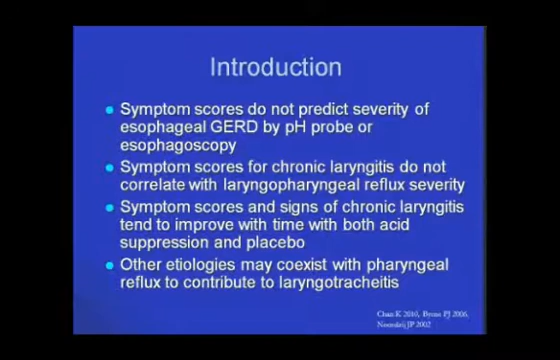 Introduction
Symptom scores do not predict severity of
esophageal GERD by pH probe or
esophagoscopy
Symptom scores for chronic laryngitis do not
correlate with laryngopharyngeal reflux severity
Symptom scores and signs of chronic laryngitis
tend to improve with time with both acid
suppression and placebo
Other etiologies may coexist with pharyngeal
reflux to contribute to laryngotracheitis
Chan K 2010, PJ 2006,
JP 2002